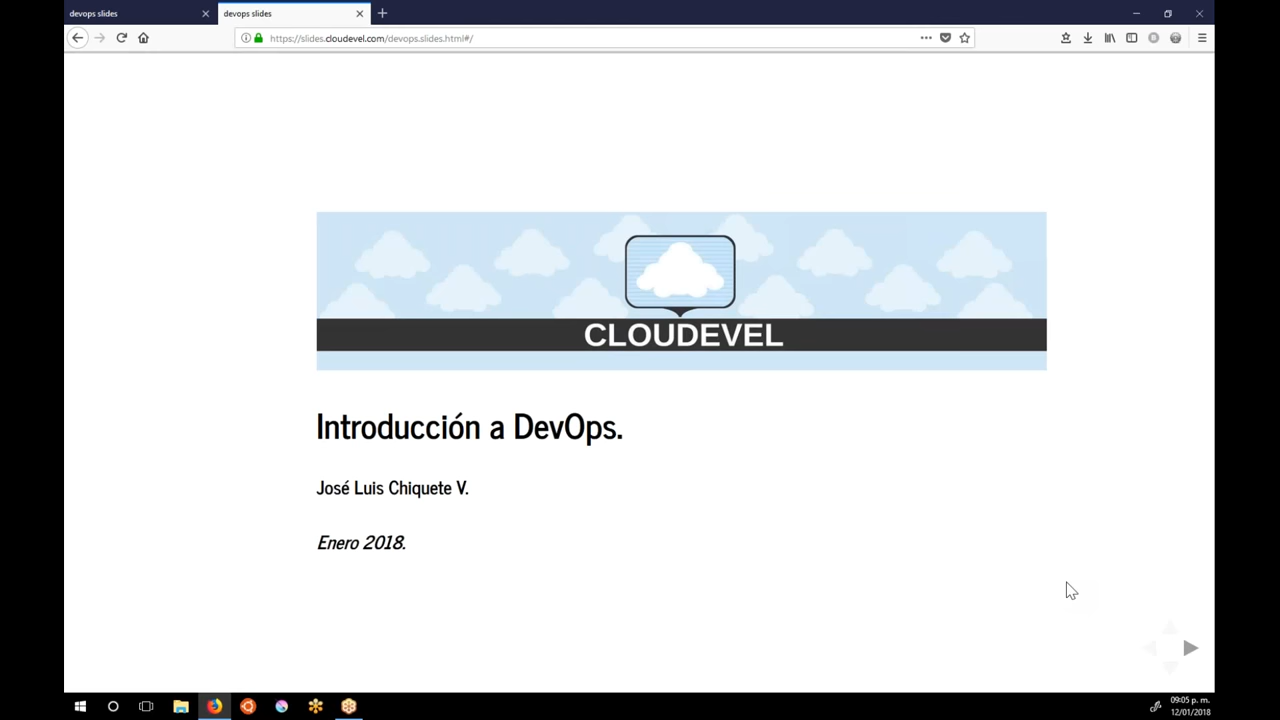 devops slides
devops slides
https://slides.cloudevel.com/devops.slides.html#/
CLOUDEVEL
Introducción a DevOps.
José Luis Chiquete V.
Enero 2018.
09:05 p. m.
12/01/2018